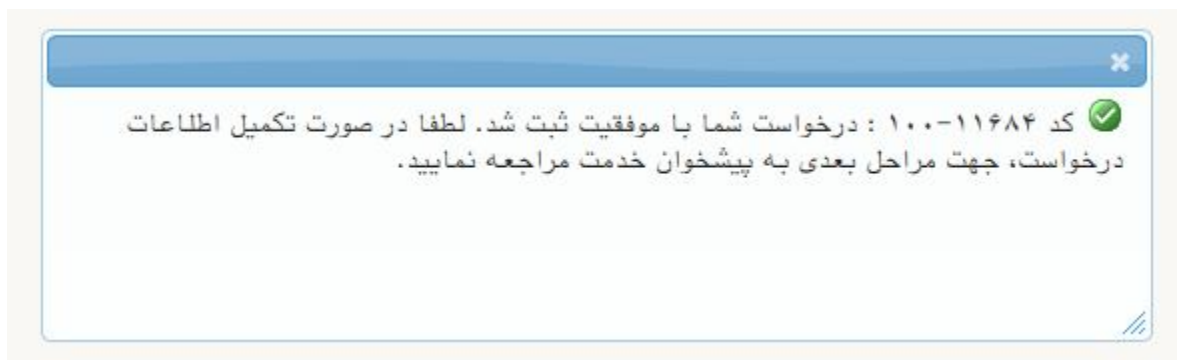 کد ۱۱۶۸۴-۱۰۰ : درخواست شما با موفقیت ثبت شد. لطفا در صورت تکمیل اطلاعات
درخواست، جهت مراحل بعدی به پیشخوان خدمت مراجعه نمایید.